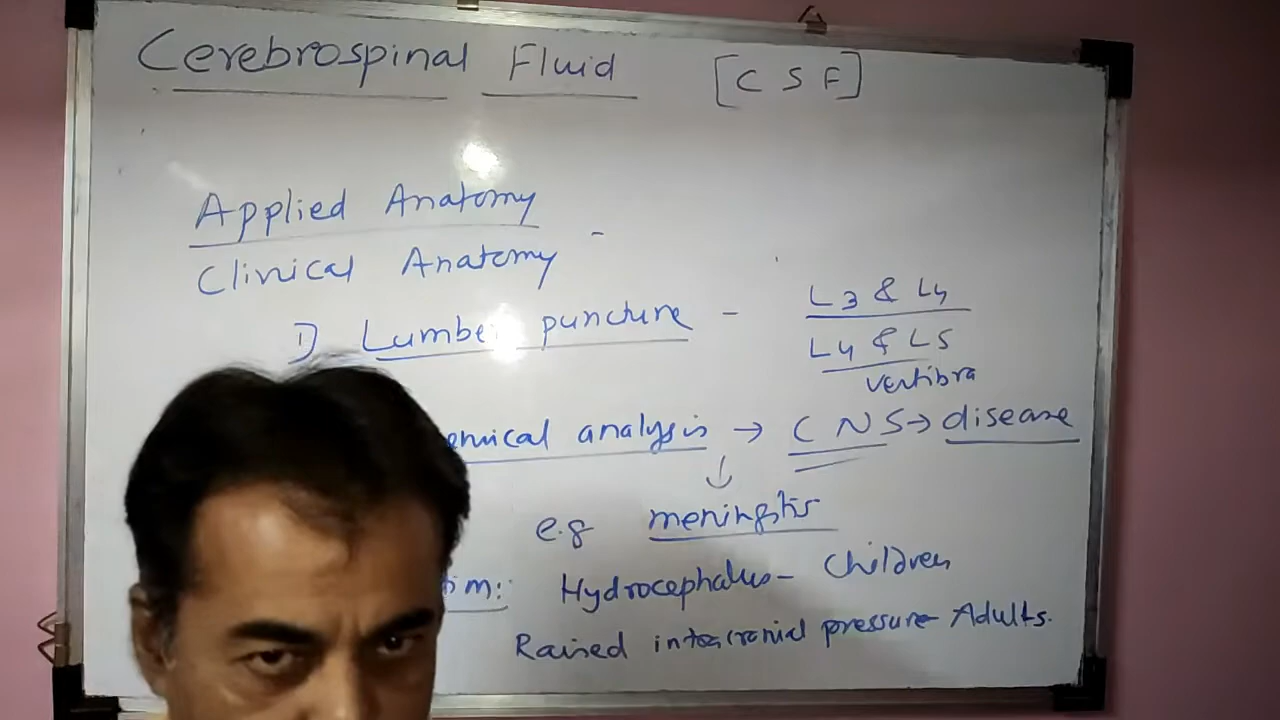 Cerebrospinal Fluid [CSF]
Applied Anatomy -
Clinical Anatomy
1) Lumbe puncture - L3 & L4
L4 & L5
vertibra
emical analysis → CNS → disease
↓
e.g meningitis
Hydrocephalus - Children
Raised intracranial pressure - Adults.